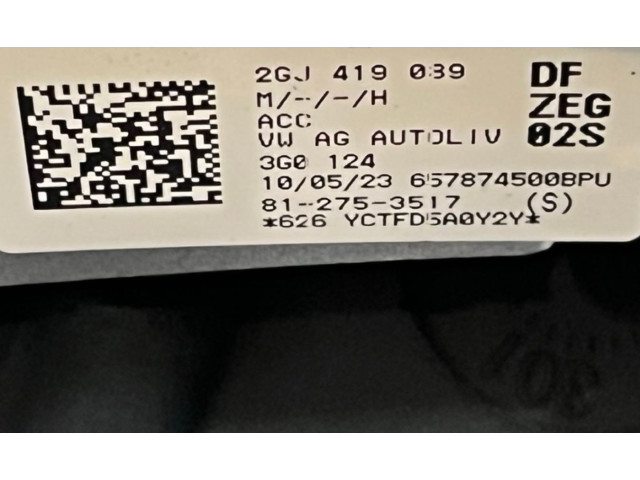 2GJ 419 089
M/-/-/H
ACC
VW AG AUTOLIV
3G0 124
10/05/23 657874500BPU
81-275-3517 (S)
*626 YCTFD5A0Y2Y*
DF
ZEG
02S